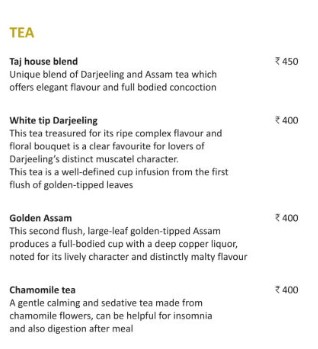 TEA
Taj house blend ₹ 450
Unique blend of Darjeeling and Assam tea which
offers elegant flavour and full bodied concoction
White tip Darjeeling ₹ 400
This tea treasured for its ripe complex flavour and
floral bouquet is a clear favourite for lovers of
Darjeeling’s distinct muscatel character.
This tea is a well-defined cup infusion from the first
flush of golden-tipped leaves
Golden Assam ₹ 400
This second flush, large-leaf golden-tipped Assam
produces a full-bodied cup with a deep copper liquor,
noted for its lively character and distinctly malty flavour
Chamomile tea ₹ 400
A gentle calming and sedative tea made from
chamomile flowers, can be helpful for insomnia
and also digestion after meal